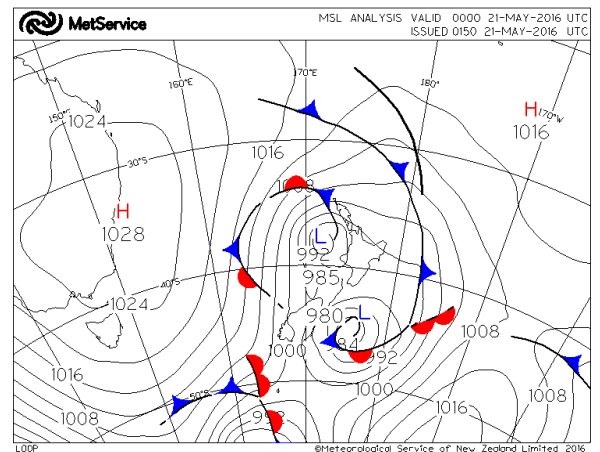 MetService
MSL ANALYSIS VALID 0000 21-MAY-2016 UTC
ISSUED 0150 21-MAY-2016 UTC
170°E
160°E
180°
150°E
1024
H
170°W
1016
1016
30°S
1008
H
1028
L
992
985
40°S
1024
980
L
984
1008
1000
992
1016
1000
50°S
1016
1008
LOOP
©Meteorological Service of New Zealand Limited 2016